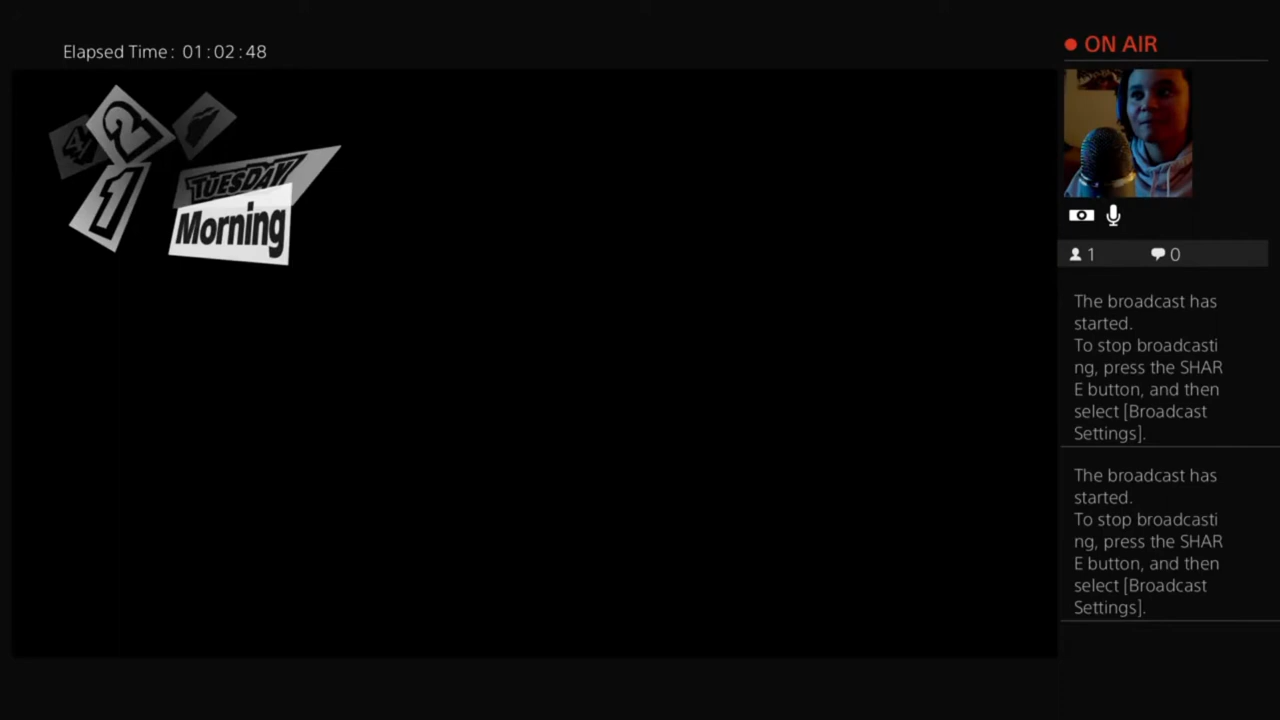 Elapsed Time: 01:02:48
ON AIR
4
2
1
TUESDAY
Morning
1
0
The broadcast has
started.
To stop broadcasti
ng, press the SHAR
E button, and then
select [Broadcast
Settings].
The broadcast has
started.
To stop broadcasti
ng, press the SHAR
E button, and then
select [Broadcast
Settings].